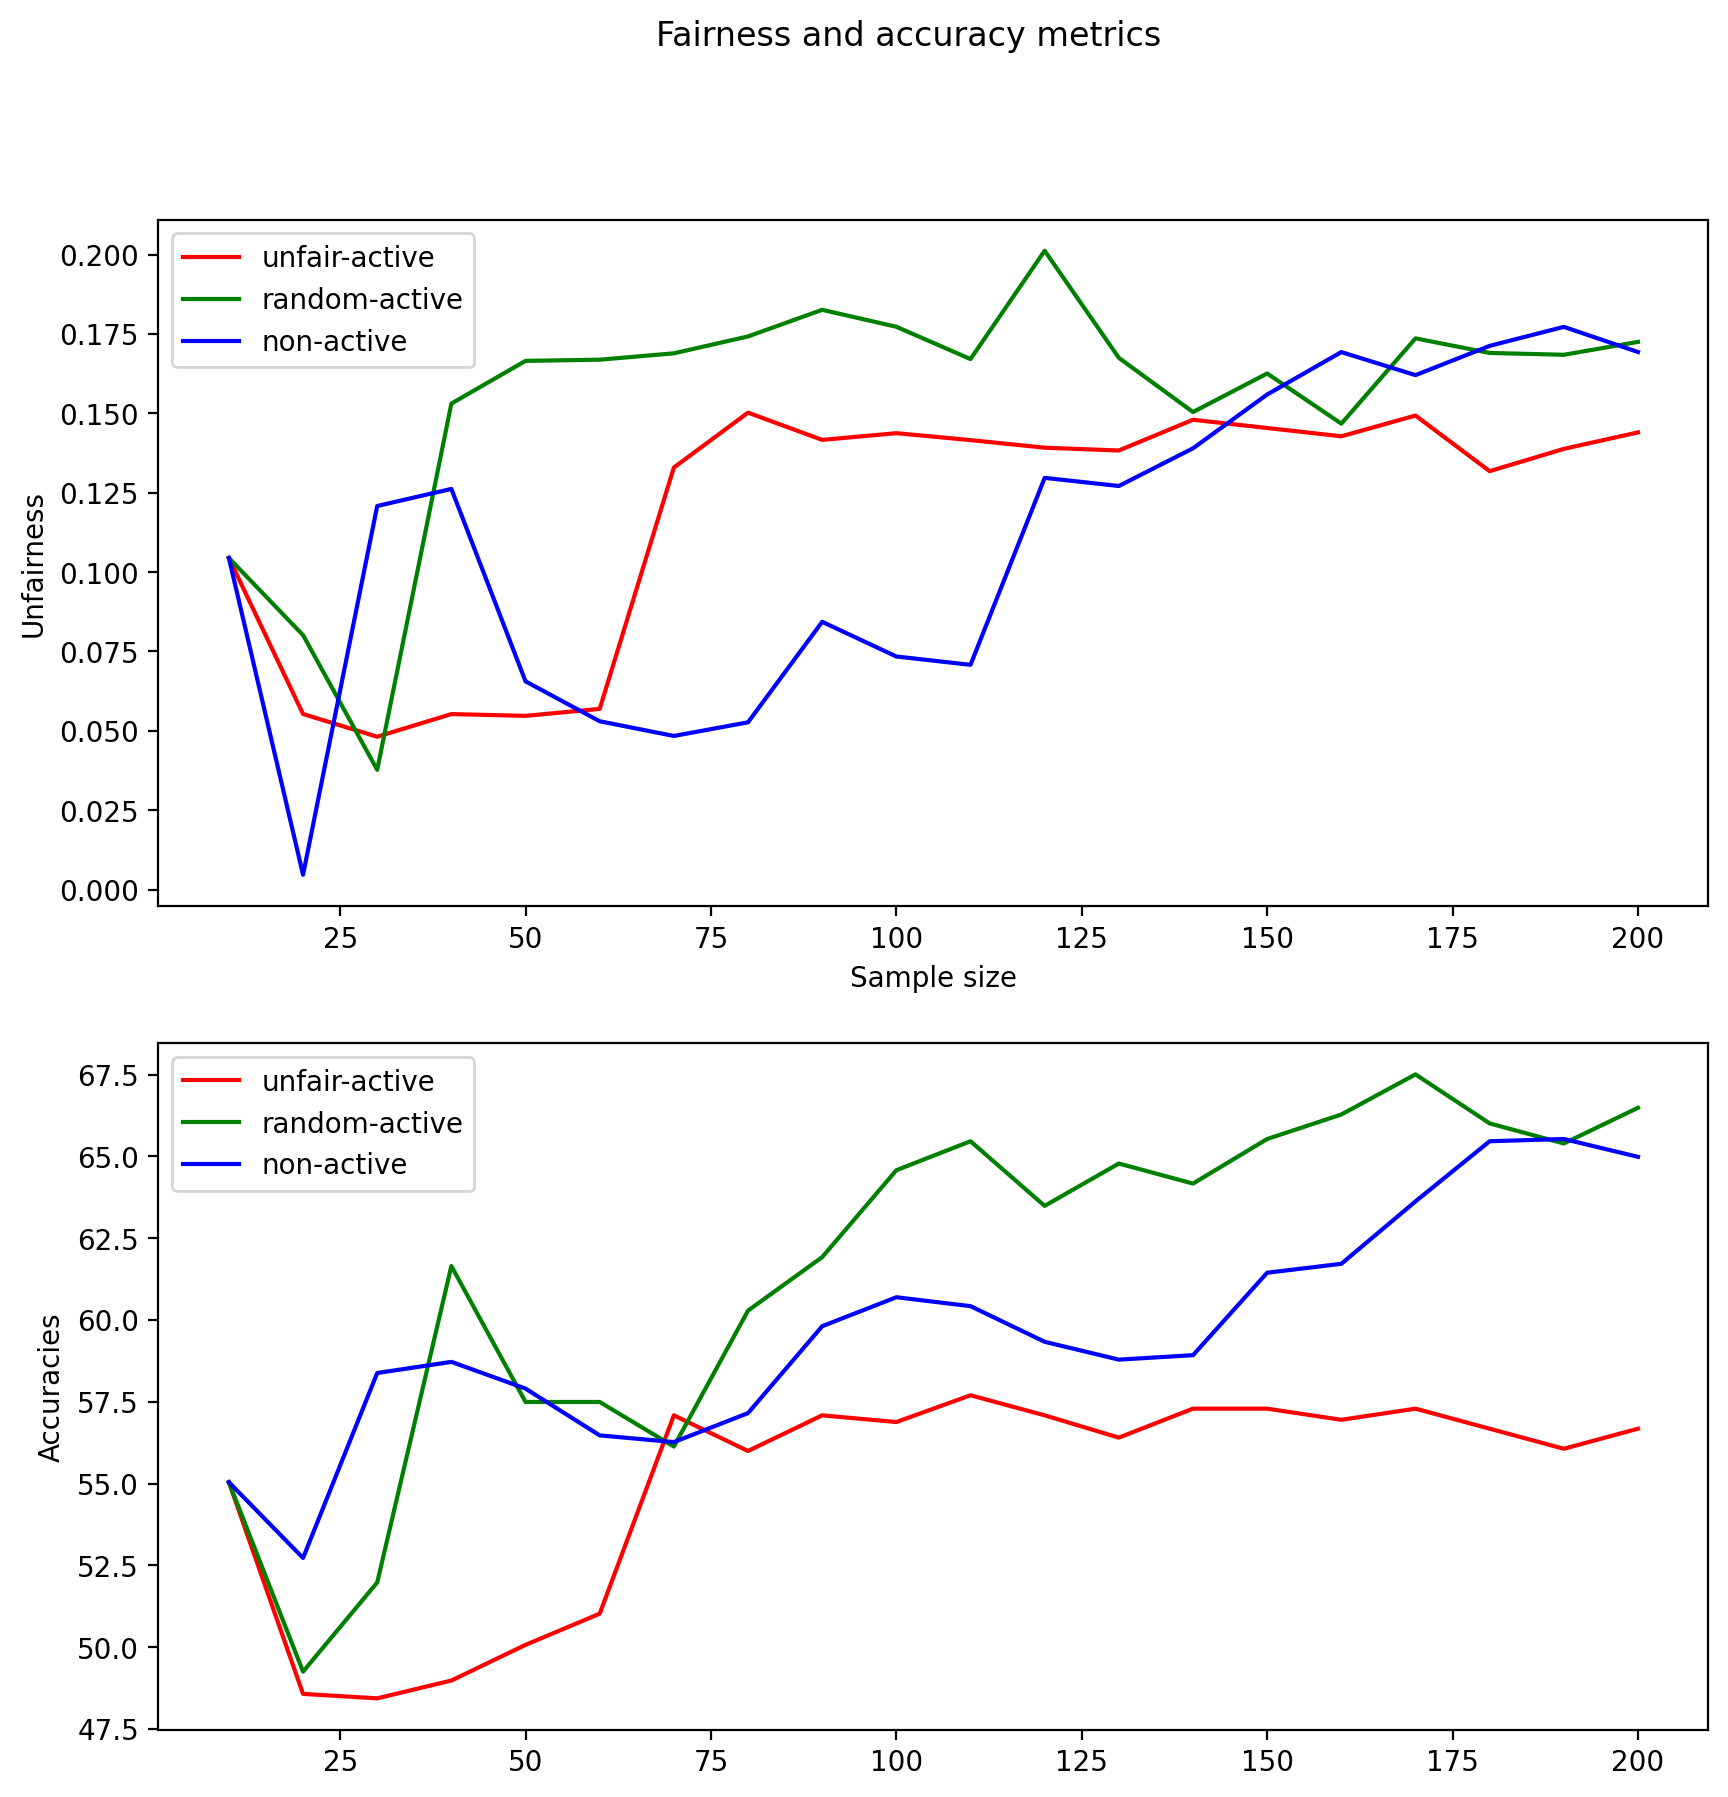 Fairness and accuracy metrics
unfair-active
random-active
non-active
0.200
0.175
0.150
0.125
0.100
0.075
0.050
0.025
0.000
Unfairness
25 50 75 100 125 150 175 200
Sample size
unfair-active
random-active
non-active
67.5
65.0
62.5
60.0
57.5
55.0
52.5
50.0
47.5
Accuracies
25 50 75 100 125 150 175 200